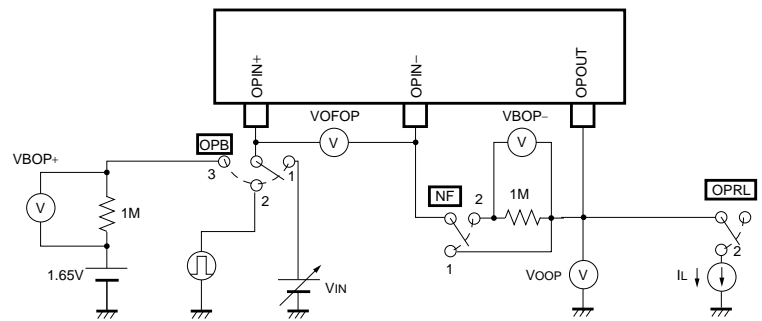 OPIN+
OPIN−
OPOUT
VOFOP
V
VBOP−
V
OPB
VBOP+
3
1
2
V
1M
1.65V
VIN
NF
2
1M
1
VOOP
V
OPRL
2
IL